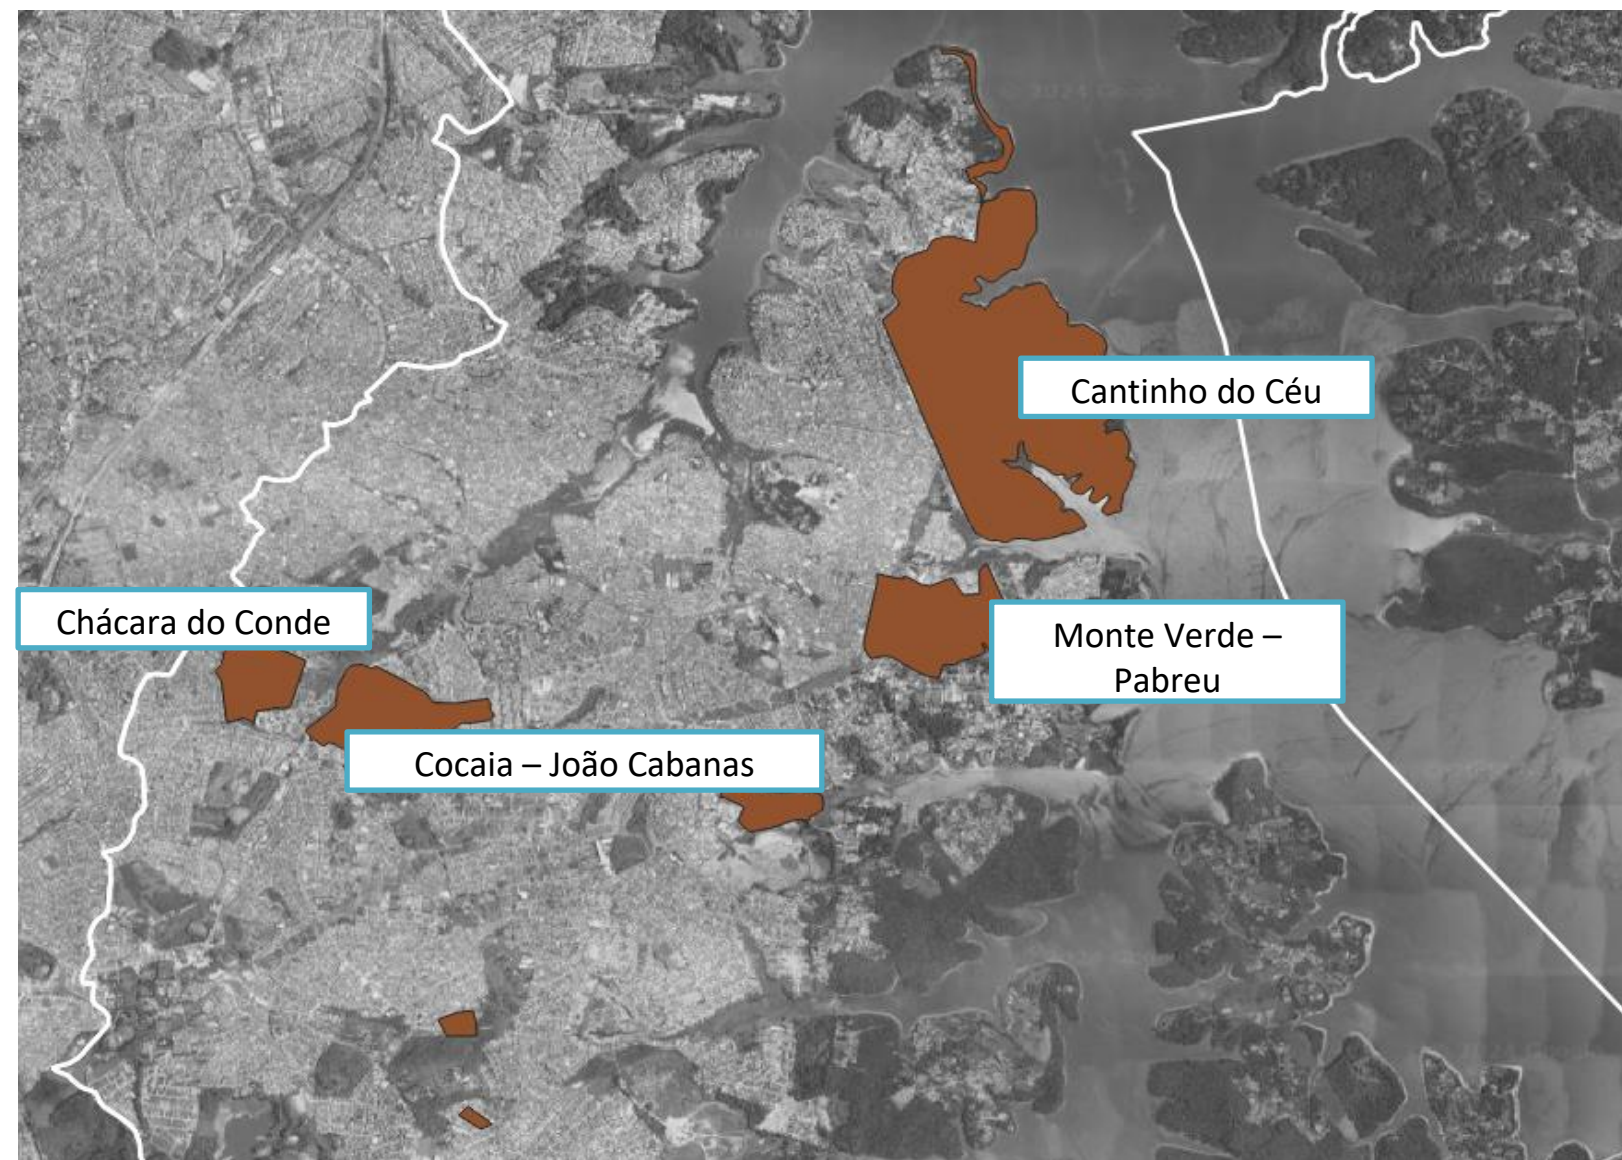 Cantinho do Céu
Chácara do Conde
Monte Verde –
Pabreu
Cocaia – João Cabanas